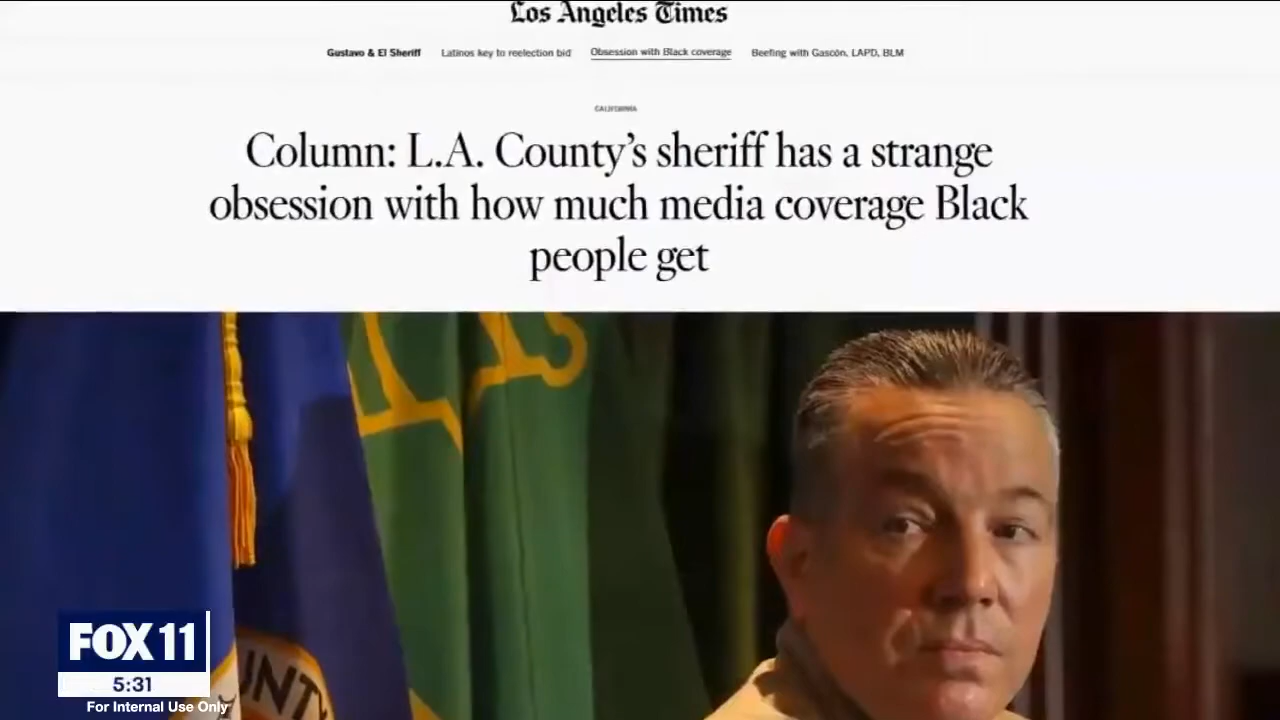 Los Angeles Times
Gustavo & El Sheriff Latinos key to reelection bid Obsession with Black coverage Beefing with Gascón, LAPD, BLM
CALIFORNIA
Column: L.A. County's sheriff has a strange
obsession with how much media coverage Black
people get
UNTY
FOX 11
5:31
For Internal Use Only